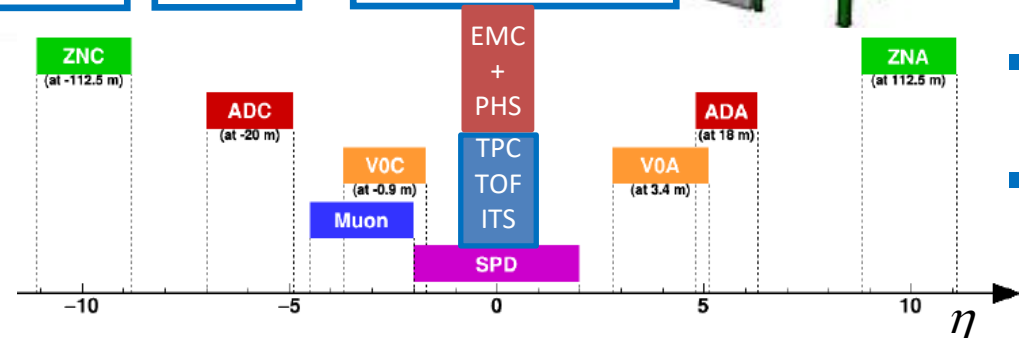 EMC
+
PHS
ZNC
(at -112.5 m)
ZNA
(at 112.5 m)
ADC
(at -20 m)
ADA
(at 18 m)
TPC
TOF
ITS
V0C
(at -0.9 m)
V0A
(at 3.4 m)
Muon
SPD
−10
−5
0
5
10
η